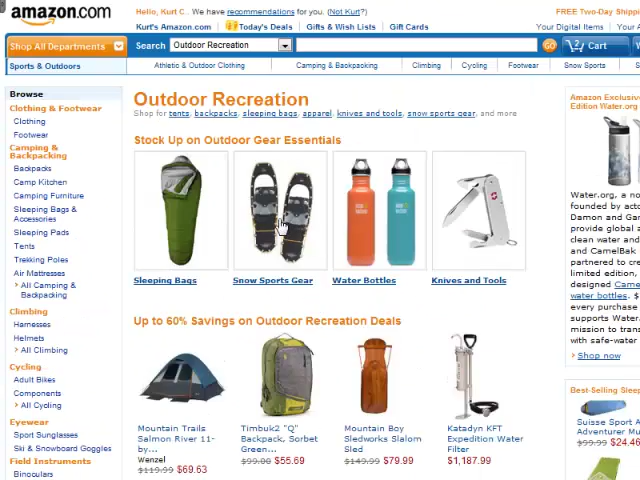 amazon.com
Hello, Kurt C. We have recommendations for you. (Not Kurt?)
FREE Two-Day
Kurt's Amazon.com Today's Deals Gifts & Wish Lists Gift Cards
Your Digital Items
Shop All Departments Search Outdoor Recreation GO 2 Cart
Sports & Outdoors Athletic & Outdoor Clothing Camping & Backpacking Climbing Cycling Footwear Snow Sports
Browse
Clothing & Footwear
Clothing
Footwear
Camping &
Backpacking
Backpacks
Camp Kitchen
Camping Furniture
Sleeping Bags &
Accessories
Sleeping Pads
Tents
Trekking Poles
Air Mattresses
› All Camping &
Backpacking
Climbing
Harnesses
Helmets
› All Climbing
Cycling
Adult Bikes
Components
› All Cycling
Eyewear
Sport Sunglasses
Ski & Snowboard Goggles
Field Instruments
Binoculars
Outdoor Recreation
Shop for tents, backpacks, sleeping bags, apparel, knives and tools, snow sports gear, and more
Stock Up on Outdoor Gear Essentials
Sleeping Bags Snow Sports Gear Water Bottles Knives and Tools
Up to 60% Savings on Outdoor Recreation Deals
Mountain Trails
Salmon River 11-
by...
Wenzel
$119.99 $69.63
Timbuk2 "Q"
Backpack, Sorbet
Green...
$99.00 $55.69
Mountain Boy
Sledworks Slalom
Sled
$149.99 $79.99
Katadyn KFT
Expedition Water
Filter
$1,187.99
Amazon Exclusive
Edition Water.org
Water.org, a no
founded by acto
Damon and Gar
provide global a
clean water and
and CamelBak
partnered to cre
limited edition,
designed Came
water bottles. $
every purchase
supports Water.
mission to trans
with safe-water
› Shop now
Best-Selling Sleep
Suisse Sport A
Adventurer Mu
$99.99 $24.46